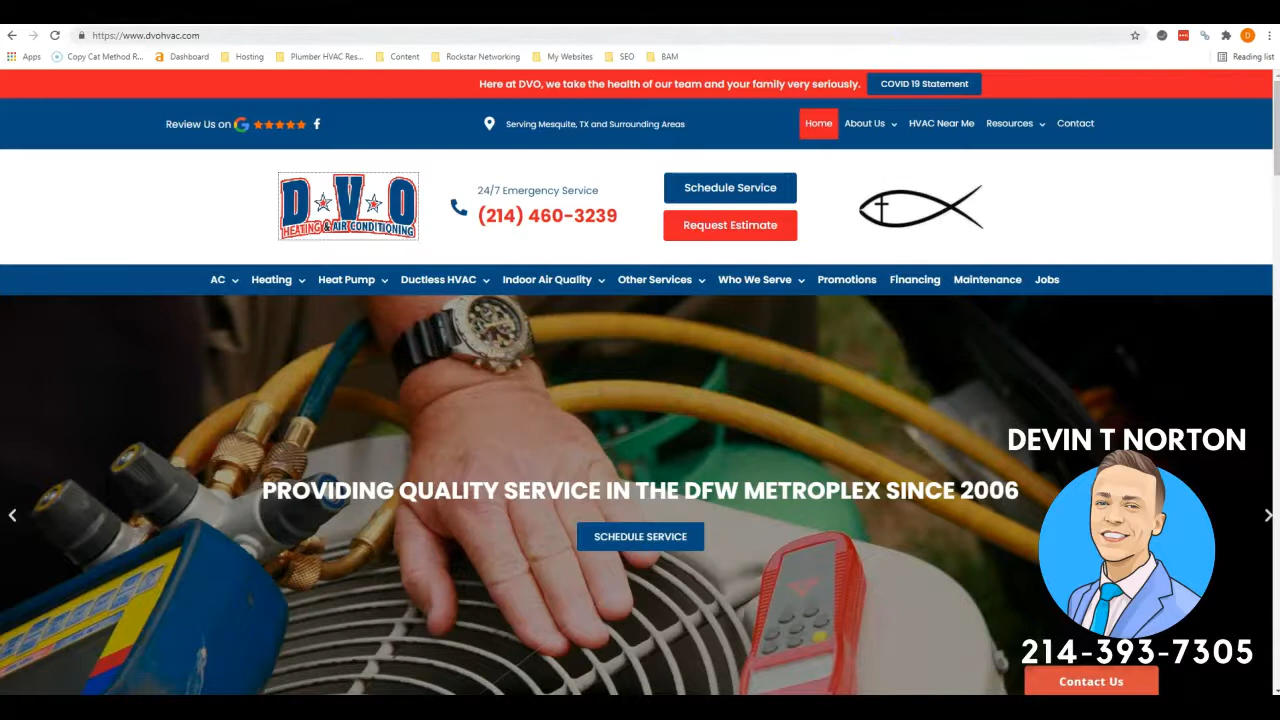 https://www.dvohvac.com
Apps Copy Cat Method R... Dashboard Hosting Plumber HVAC Res... Content Rockstar Networking My Websites SEO BAM Reading list
Here at DVO, we take the health of our team and your family very seriously. COVID 19 Statement
Review Us on Serving Mesquite, TX and Surrounding Areas Home About Us HVAC Near Me Resources Contact
DVO
HEATING & AIR CONDITIONING
24/7 Emergency Service
(214) 460-3239
Schedule Service
Request Estimate
AC Heating Heat Pump Ductless HVAC Indoor Air Quality Other Services Who We Serve Promotions Financing Maintenance Jobs
DEVIN T NORTON
PROVIDING QUALITY SERVICE IN THE DFW METROPLEX SINCE 2006
SCHEDULE SERVICE
214-393-7305
Contact Us